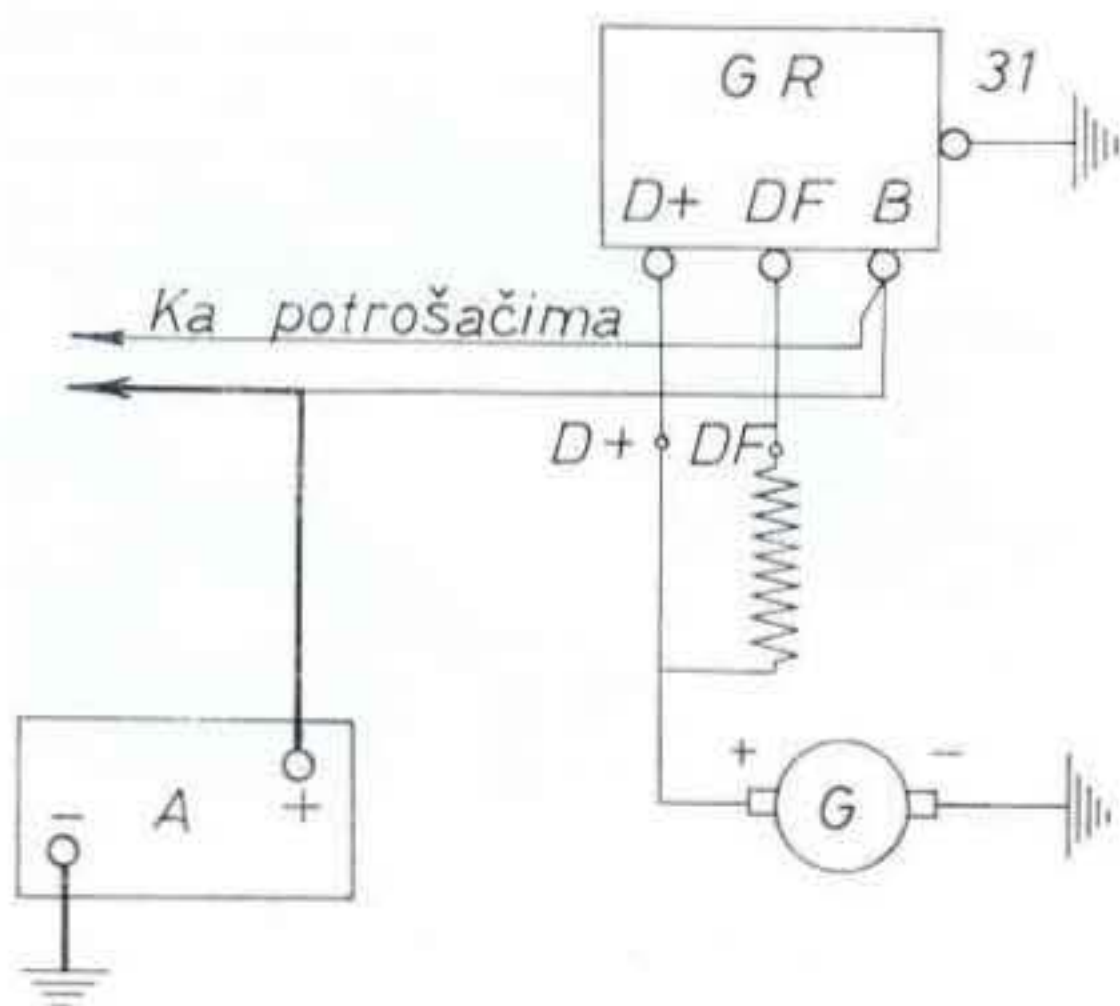 G R
31
D+ DF B
Ka potrošačima
D+ DF
+ -
G
A
+
-